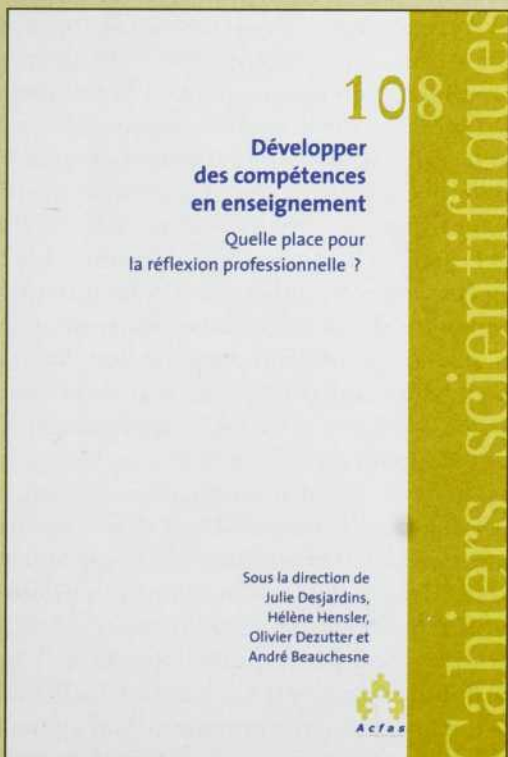 108
Développer
des compétences
en enseignement
Quelle place pour
la réflexion professionnelle ?
Sous la direction de
Julie Desjardins,
Hélène Hensler,
Olivier Dezutter et
André Beauchesne
Acfas
Cahiers scientifiques